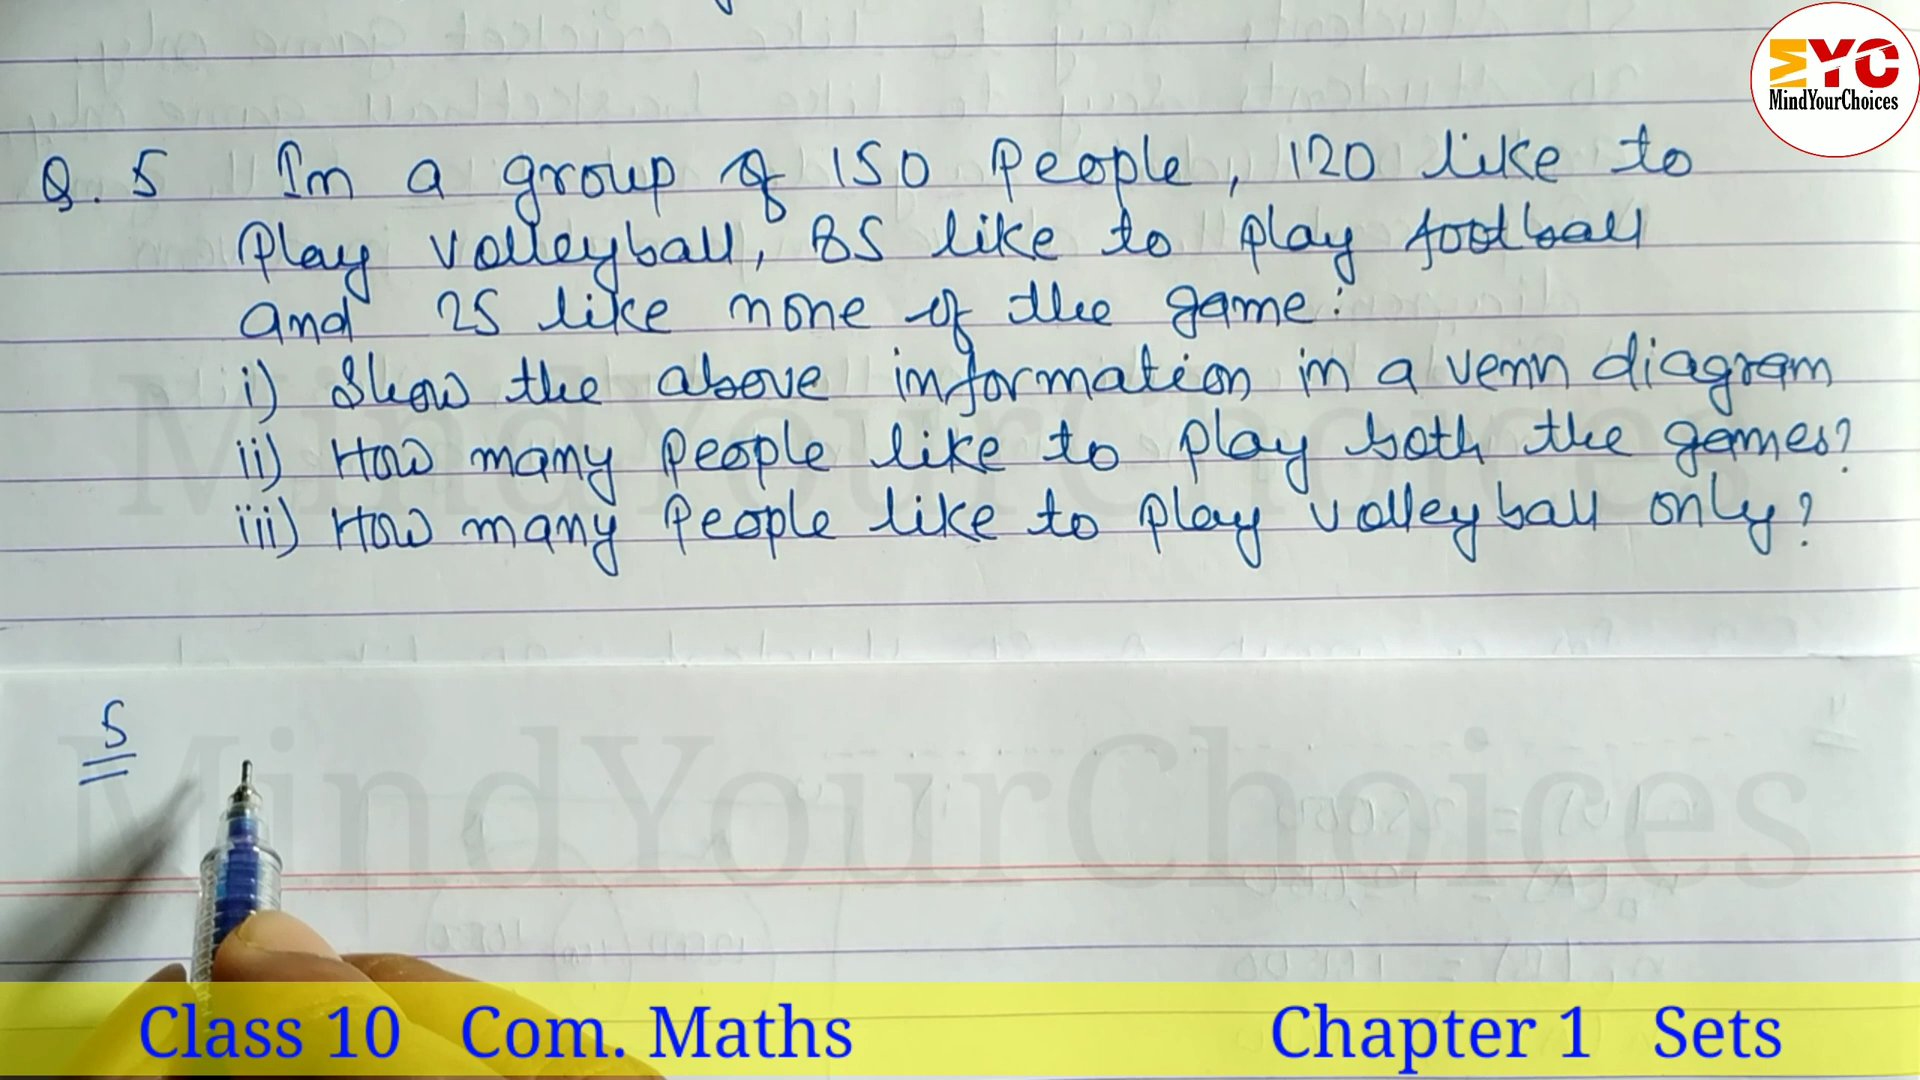 MYC
MindYourChoices
Q. 5 In a group of 150 people, 120 like to
play volleyball, 85 like to play football
and 25 like none of the game:
i) Show the above information in a venn diagram
ii) How many people like to play both the games?
iii) How many people like to play volleyball only?
MindYourChoices
5
MindYourChoices
Class 10 Com. Maths Chapter 1 Sets